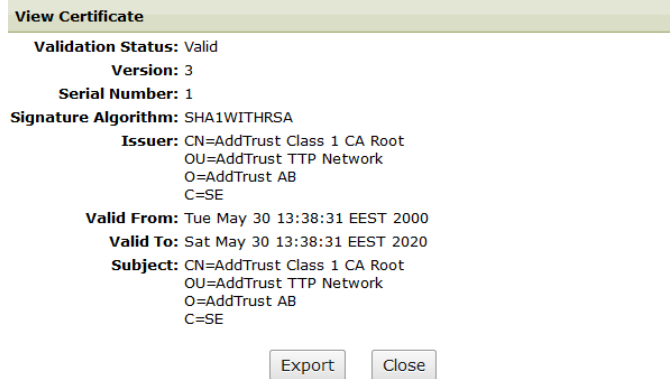 View Certificate
Validation Status: Valid
Version: 3
Serial Number: 1
Signature Algorithm: SHA1WITHRSA
Issuer: CN=AddTrust Class 1 CA Root
OU=AddTrust TTP Network
O=AddTrust AB
C=SE
Valid From: Tue May 30 13:38:31 EEST 2000
Valid To: Sat May 30 13:38:31 EEST 2020
Subject: CN=AddTrust Class 1 CA Root
OU=AddTrust TTP Network
O=AddTrust AB
C=SE
Export Close